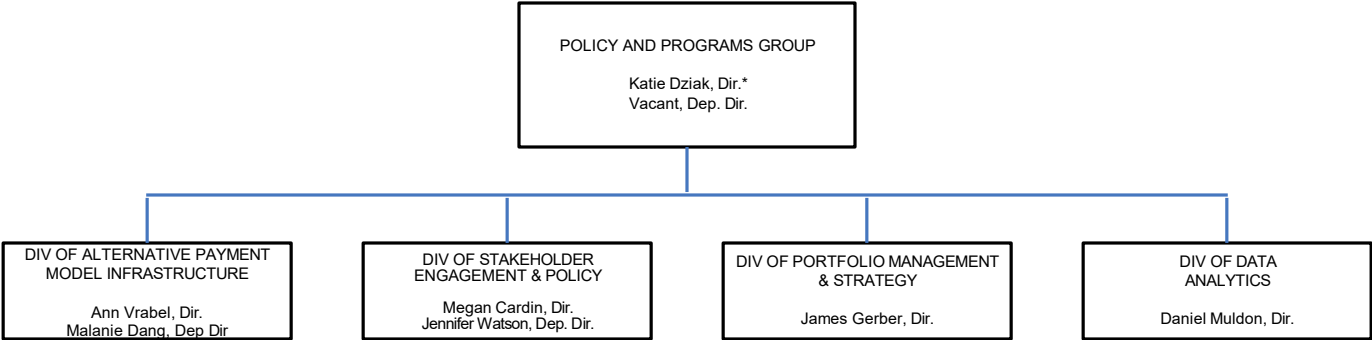 POLICY AND PROGRAMS GROUP
Katie Dziak, Dir.*
Vacant, Dep. Dir.
DIV OF ALTERNATIVE PAYMENT
MODEL INFRASTRUCTURE
Ann Vrabel, Dir.
Malanie Dang, Dep Dir
DIV OF STAKEHOLDER
ENGAGEMENT & POLICY
Megan Cardin, Dir.
Jennifer Watson, Dep. Dir.
DIV OF PORTFOLIO MANAGEMENT
& STRATEGY
James Gerber, Dir.
DIV OF DATA
ANALYTICS
Daniel Muldon, Dir.